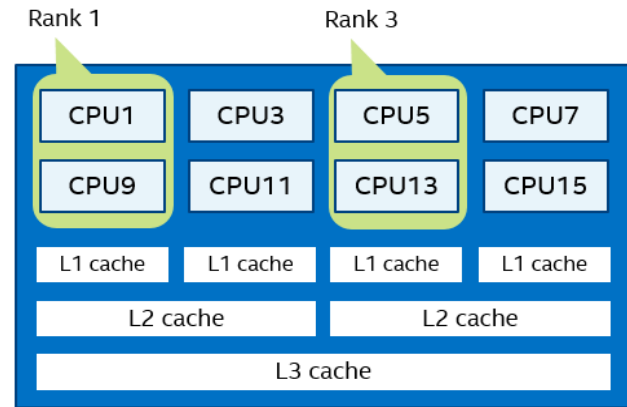 Rank 1 Rank 3
CPU1 CPU3 CPU5 CPU7
CPU9 CPU11 CPU13 CPU15
L1 cache L1 cache L1 cache L1 cache
L2 cache L2 cache
L3 cache